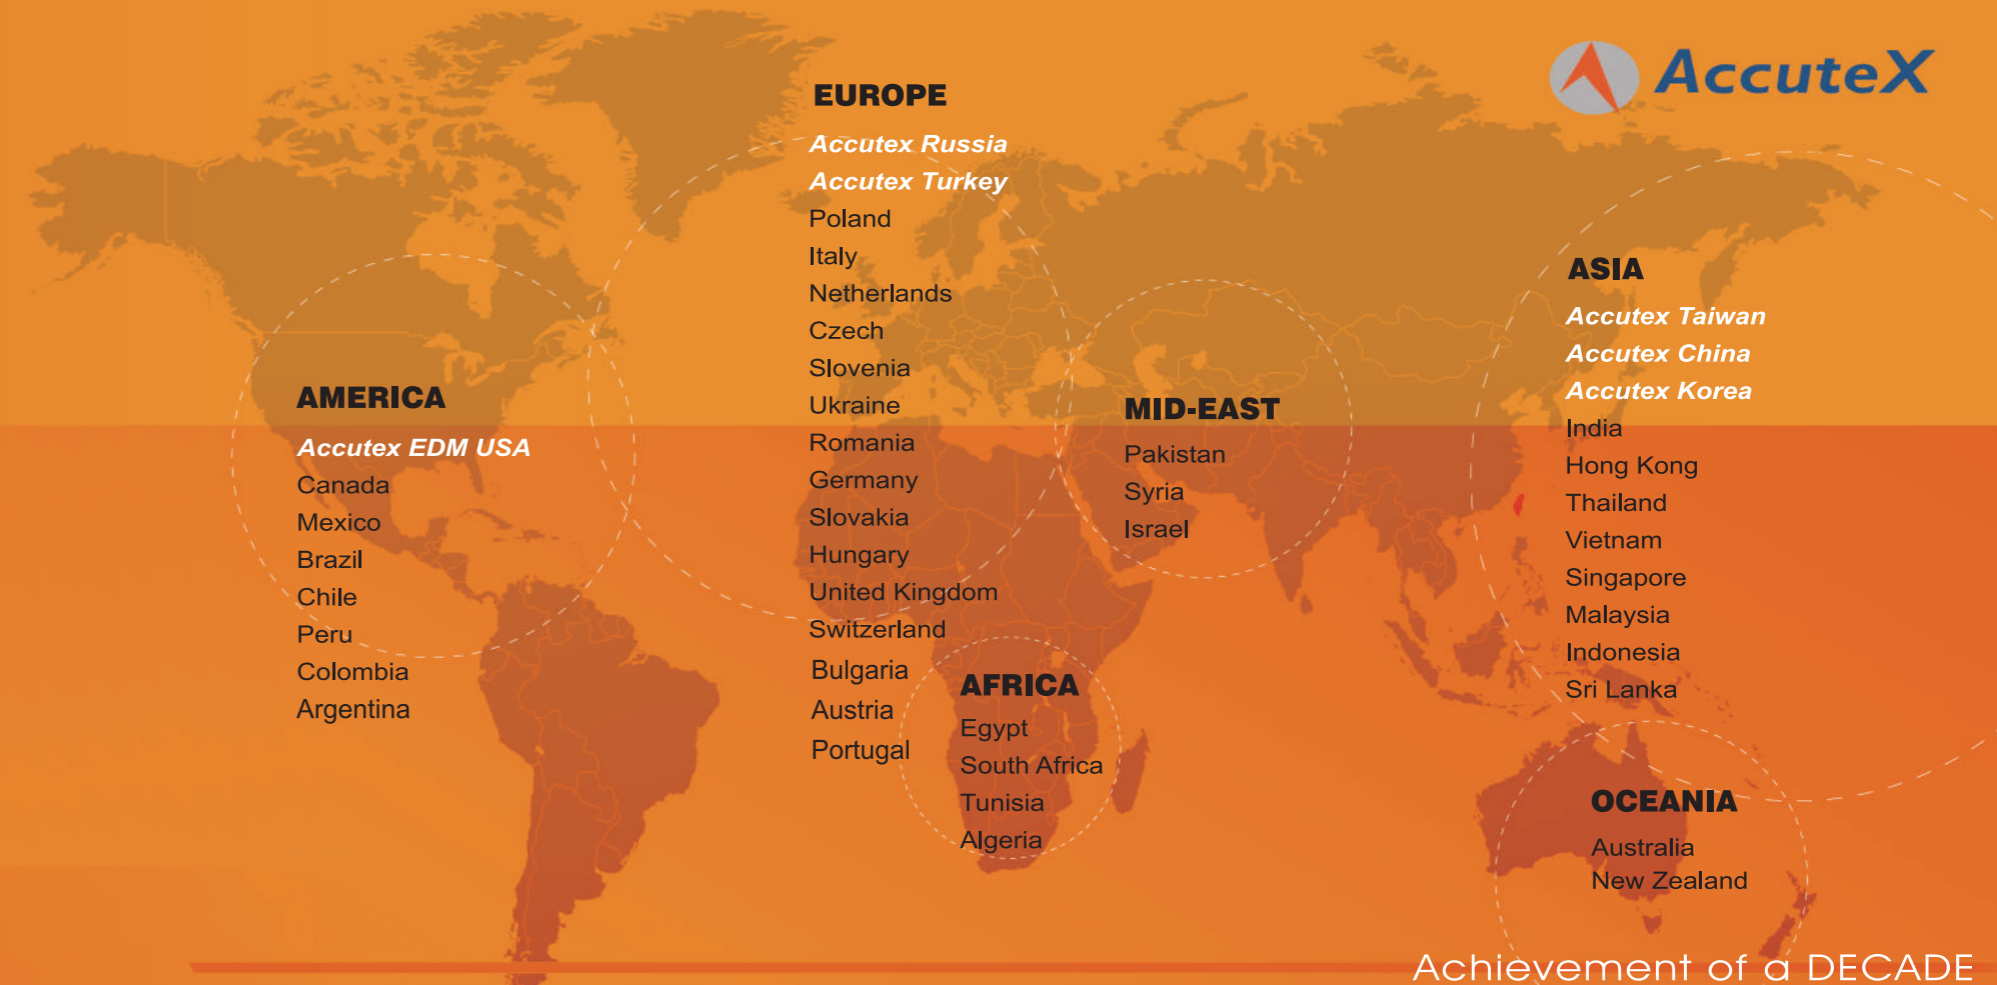 AccuteX
EUROPE
Accutex Russia
Accutex Turkey
Poland
Italy
Netherlands
Czech
Slovenia
Ukraine
Romania
Germany
Slovakia
Hungary
United Kingdom
Switzerland
Bulgaria
Austria
Portugal
AMERICA
Accutex EDM USA
Canada
Mexico
Brazil
Chile
Peru
Colombia
Argentina
MID-EAST
Pakistan
Syria
Israel
AFRICA
Egypt
South Africa
Tunisia
Algeria
ASIA
Accutex Taiwan
Accutex China
Accutex Korea
India
Hong Kong
Thailand
Vietnam
Singapore
Malaysia
Indonesia
Sri Lanka
OCEANIA
Australia
New Zealand
Achievement of a DECADE